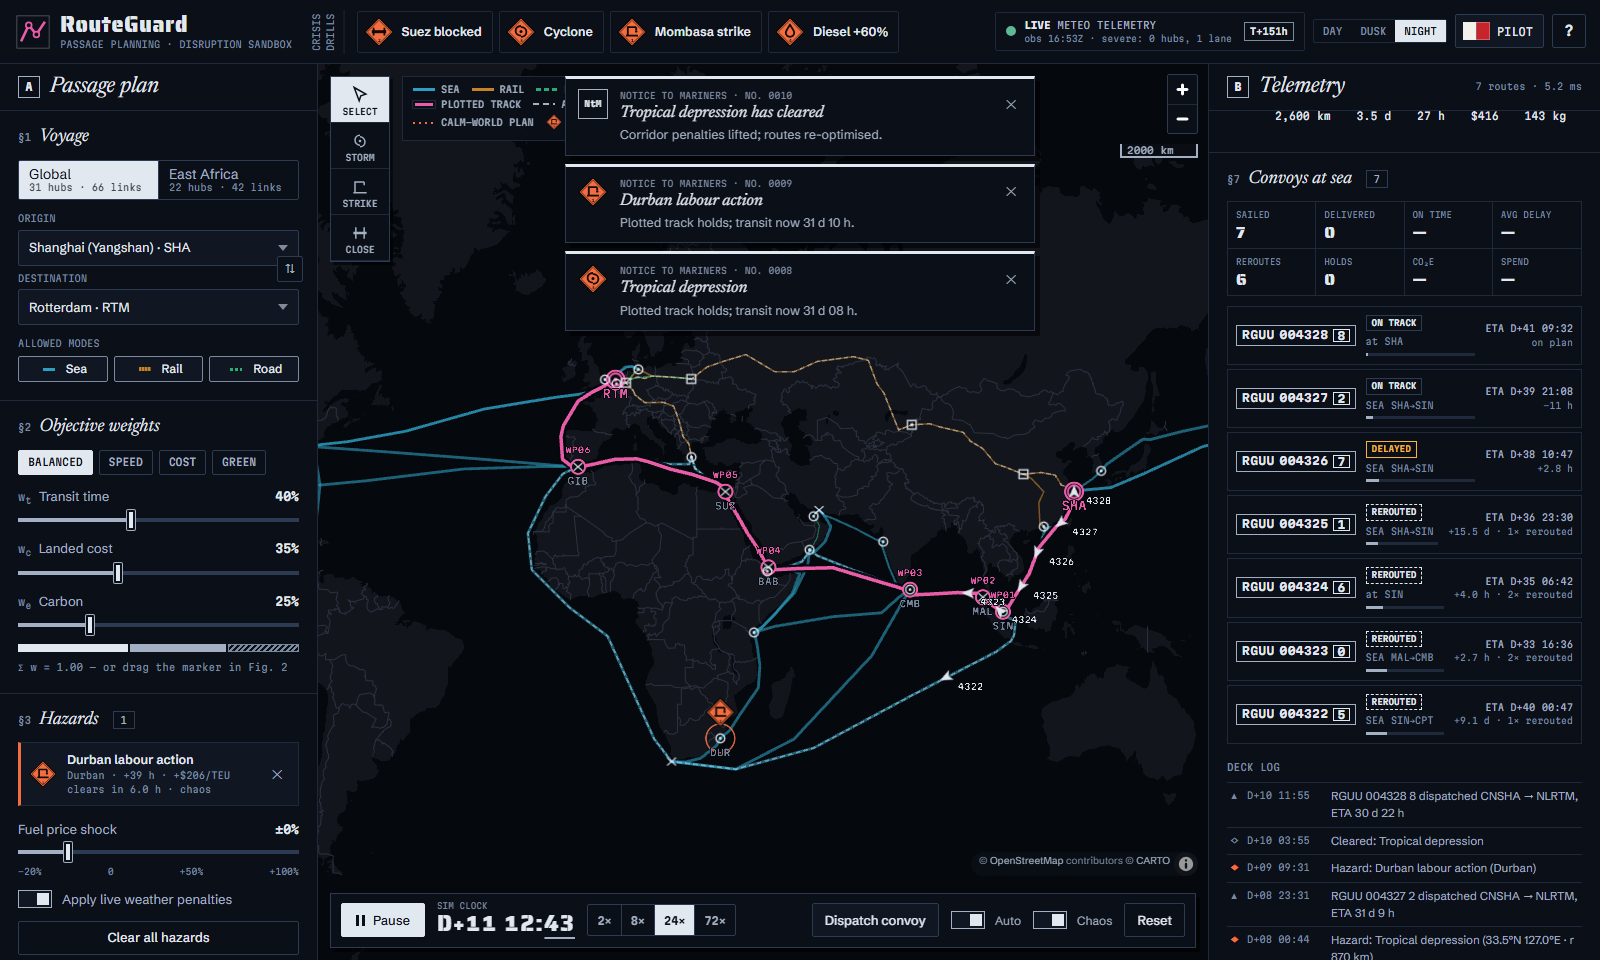 RouteGuard
PASSAGE PLANNING · DISRUPTION SANDBOX
CRISIS DRILLS
Suez blocked
Cyclone
Mombasa strike
Diesel +60%
LIVE METEO TELEMETRY
obs 16:53Z · severe: 0 hubs, 1 lane
T+151h
DAY DUSK NIGHT
PILOT
?
A Passage plan
§1 Voyage
Global
31 hubs · 66 links
East Africa
22 hubs · 42 links
ORIGIN
Shanghai (Yangshan) · SHA
DESTINATION
Rotterdam · RTM
ALLOWED MODES
Sea Rail Road
§2 Objective weights
BALANCED SPEED COST GREEN
wt Transit time 40%
wc Landed cost 35%
we Carbon 25%
Σ w = 1.00 — or drag the marker in Fig. 2
§3 Hazards 1
Durban labour action
Durban · +39 h · +$206/TEU
clears in 6.0 h · chaos
Fuel price shock ±0%
−20% 0 +50% +100%
Apply live weather penalties
Clear all hazards
SELECT
STORM
STRIKE
CLOSE
SEA RAIL
PLOTTED TRACK
CALM-WORLD PLAN
NtM
NOTICE TO MARINERS · NO. 0010
Tropical depression has cleared
Corridor penalties lifted; routes re-optimised.
NOTICE TO MARINERS · NO. 0009
Durban labour action
Plotted track holds; transit now 31 d 10 h.
NOTICE TO MARINERS · NO. 0008
Tropical depression
Plotted track holds; transit now 31 d 08 h.
+
−
2000 km
RTM
WP06
GIB
WP05
SUZ
WP04
BAB
WP03
CMB
WP02
WP01
MAL
SIN
SHA
4328
4327
4326
4325
4324
4323
4322
DUR
© OpenStreetMap contributors © CARTO
Pause
SIM CLOCK
D+11 12:43
2× 8× 24× 72×
Dispatch convoy
Auto
Chaos
Reset
B Telemetry
7 routes · 5.2 ms
2,600 km 3.5 d 27 h $416 143 kg
§7 Convoys at sea 7
SAILED DELIVERED ON TIME AVG DELAY
7 0 — —
REROUTES HOLDS CO₂E SPEND
6 0 — —
RGUU 004328 8 ON TRACK ETA D+41 09:32
at SHA on plan
RGUU 004327 2 ON TRACK ETA D+39 21:08
SEA SHA→SIN −11 h
RGUU 004326 7 DELAYED ETA D+38 10:47
SEA SHA→SIN +2.8 h
RGUU 004325 1 REROUTED ETA D+36 23:30
SEA SHA→SIN +15.5 d · 1× rerouted
RGUU 004324 6 REROUTED ETA D+35 06:42
at SIN +4.0 h · 2× rerouted
RGUU 004323 0 REROUTED ETA D+33 16:36
SEA MAL→CMB +2.7 h · 2× rerouted
RGUU 004322 5 REROUTED ETA D+40 00:47
SEA SIN→CPT +9.1 d · 1× rerouted
DECK LOG
D+10 11:55 RGUU 004328 8 dispatched CNSHA → NLRTM,
ETA 30 d 22 h
D+10 03:55 Cleared: Tropical depression
D+09 09:31 Hazard: Durban labour action (Durban)
D+08 23:31 RGUU 004327 2 dispatched CNSHA → NLRTM,
ETA 31 d 9 h
D+08 00:44 Hazard: Tropical depression (33.5°N 127.0°E · r
870 km)